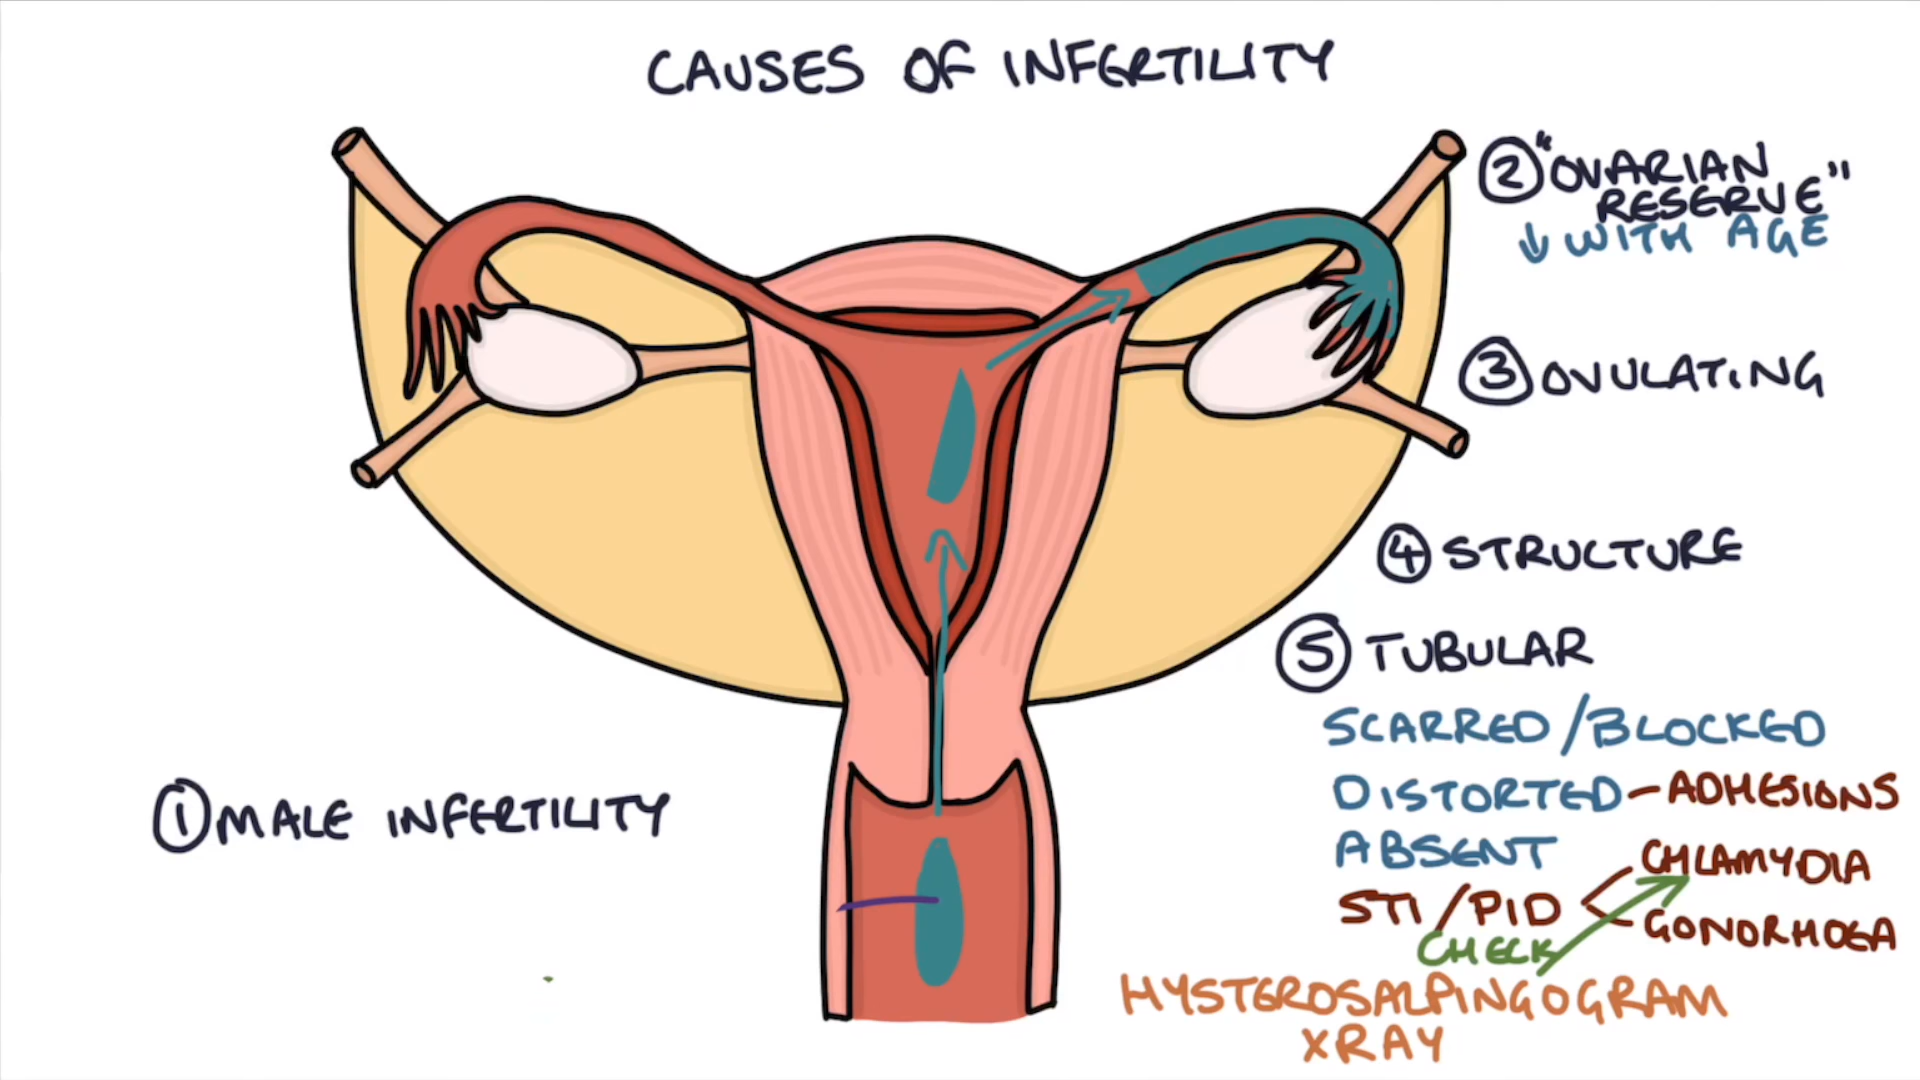 CAUSES OF INFERTILITY
② "OVARIAN
RESERVE"
↓ WITH AGE
③ OVULATING
④ STRUCTURE
⑤ TUBULAR
SCARRED/BLOCKED
DISTORTED - ADHESIONS
ABSENT
CHLAMYDIA
STI/PID
GONORHOEA
CHECK
HYSTEROSALPINGOGRAM
XRAY
① MALE INFERTILITY